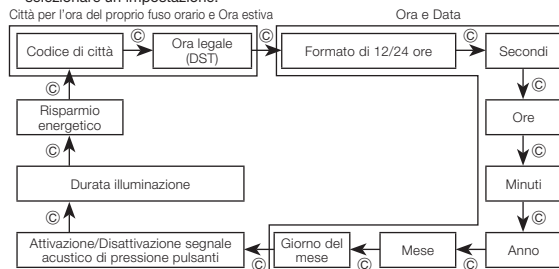 selezionare un'impostazione.
Città per l'ora del proprio fuso orario e Ora estiva
Ora e Data
Codice di città
Ⓒ
Ora legale
(DST)
Ⓒ
Formato di 12/24 ore
Ⓒ
Secondi
Ⓒ
Ore
Ⓒ
Minuti
Ⓒ
Anno
Ⓒ
Mese
Ⓒ
Giorno del
mese
Ⓒ
Attivazione/Disattivazione segnale
acustico di pressione pulsanti
Ⓒ
Durata illuminazione
Ⓒ
Risparmio
energetico
Ⓒ